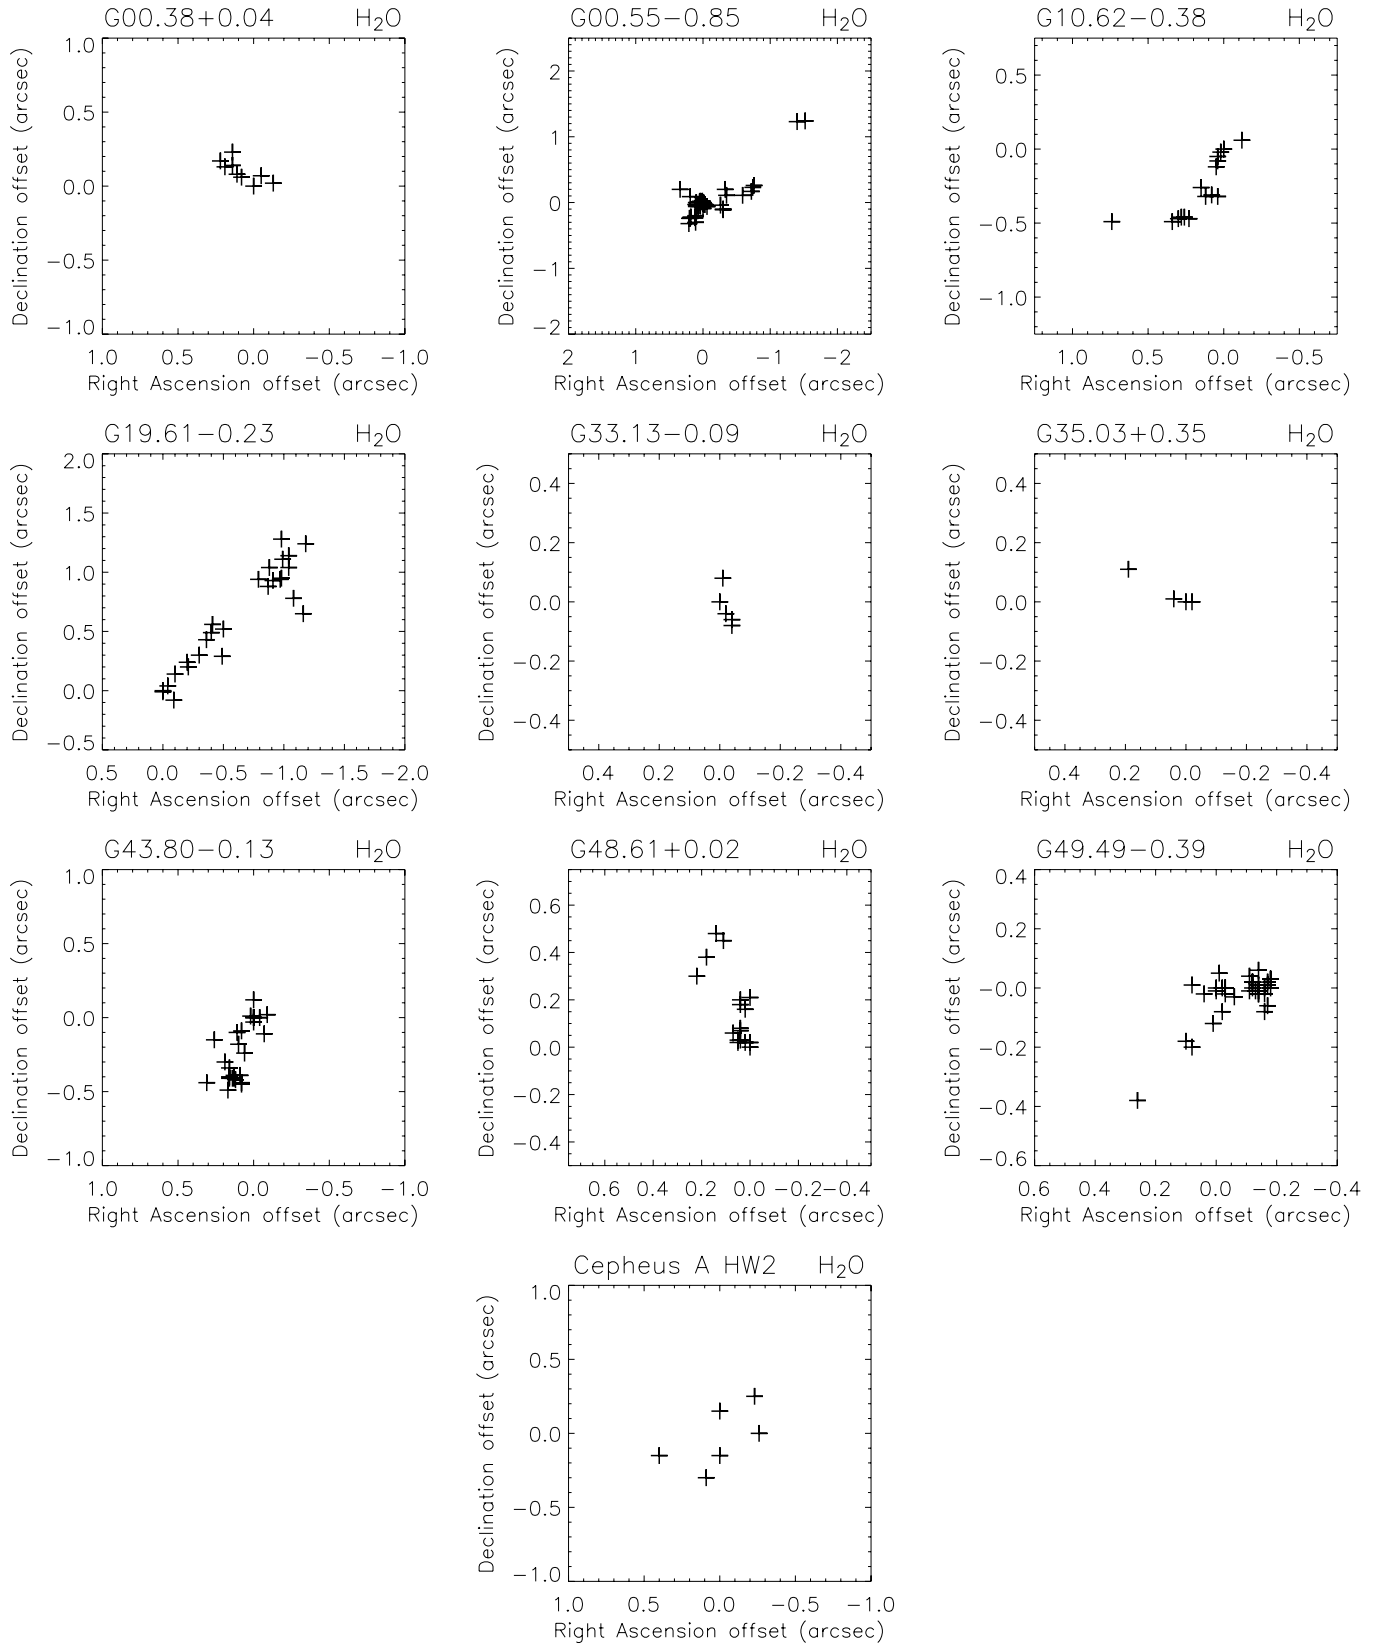 G00.38+0.04 H₂O
1.0
0.5
0.0
−0.5
−1.0
Declination offset (arcsec)
1.0 0.5 0.0 −0.5 −1.0
Right Ascension offset (arcsec)
G00.55−0.85 H₂O
2
1
0
−1
−2
Declination offset (arcsec)
2 1 0 −1 −2
Right Ascension offset (arcsec)
G10.62−0.38 H₂O
0.5
0.0
−0.5
−1.0
Declination offset (arcsec)
1.0 0.5 0.0 −0.5
Right Ascension offset (arcsec)
G19.61−0.23 H₂O
2.0
1.5
1.0
0.5
0.0
−0.5
Declination offset (arcsec)
0.5 0.0 −0.5 −1.0 −1.5 −2.0
Right Ascension offset (arcsec)
G33.13−0.09 H₂O
0.4
0.2
0.0
−0.2
−0.4
Declination offset (arcsec)
0.4 0.2 0.0 −0.2 −0.4
Right Ascension offset (arcsec)
G35.03+0.35 H₂O
0.4
0.2
0.0
−0.2
−0.4
Declination offset (arcsec)
0.4 0.2 0.0 −0.2 −0.4
Right Ascension offset (arcsec)
G43.80−0.13 H₂O
1.0
0.5
0.0
−0.5
−1.0
Declination offset (arcsec)
1.0 0.5 0.0 −0.5 −1.0
Right Ascension offset (arcsec)
G48.61+0.02 H₂O
0.6
0.4
0.2
0.0
−0.2
−0.4
Declination offset (arcsec)
0.6 0.4 0.2 0.0 −0.2 −0.4
Right Ascension offset (arcsec)
G49.49−0.39 H₂O
0.4
0.2
−0.0
−0.2
−0.4
−0.6
Declination offset (arcsec)
0.6 0.4 0.2 0.0 −0.2 −0.4
Right Ascension offset (arcsec)
Cepheus A HW2 H₂O
1.0
0.5
0.0
−0.5
−1.0
Declination offset (arcsec)
1.0 0.5 0.0 −0.5 −1.0
Right Ascension offset (arcsec)